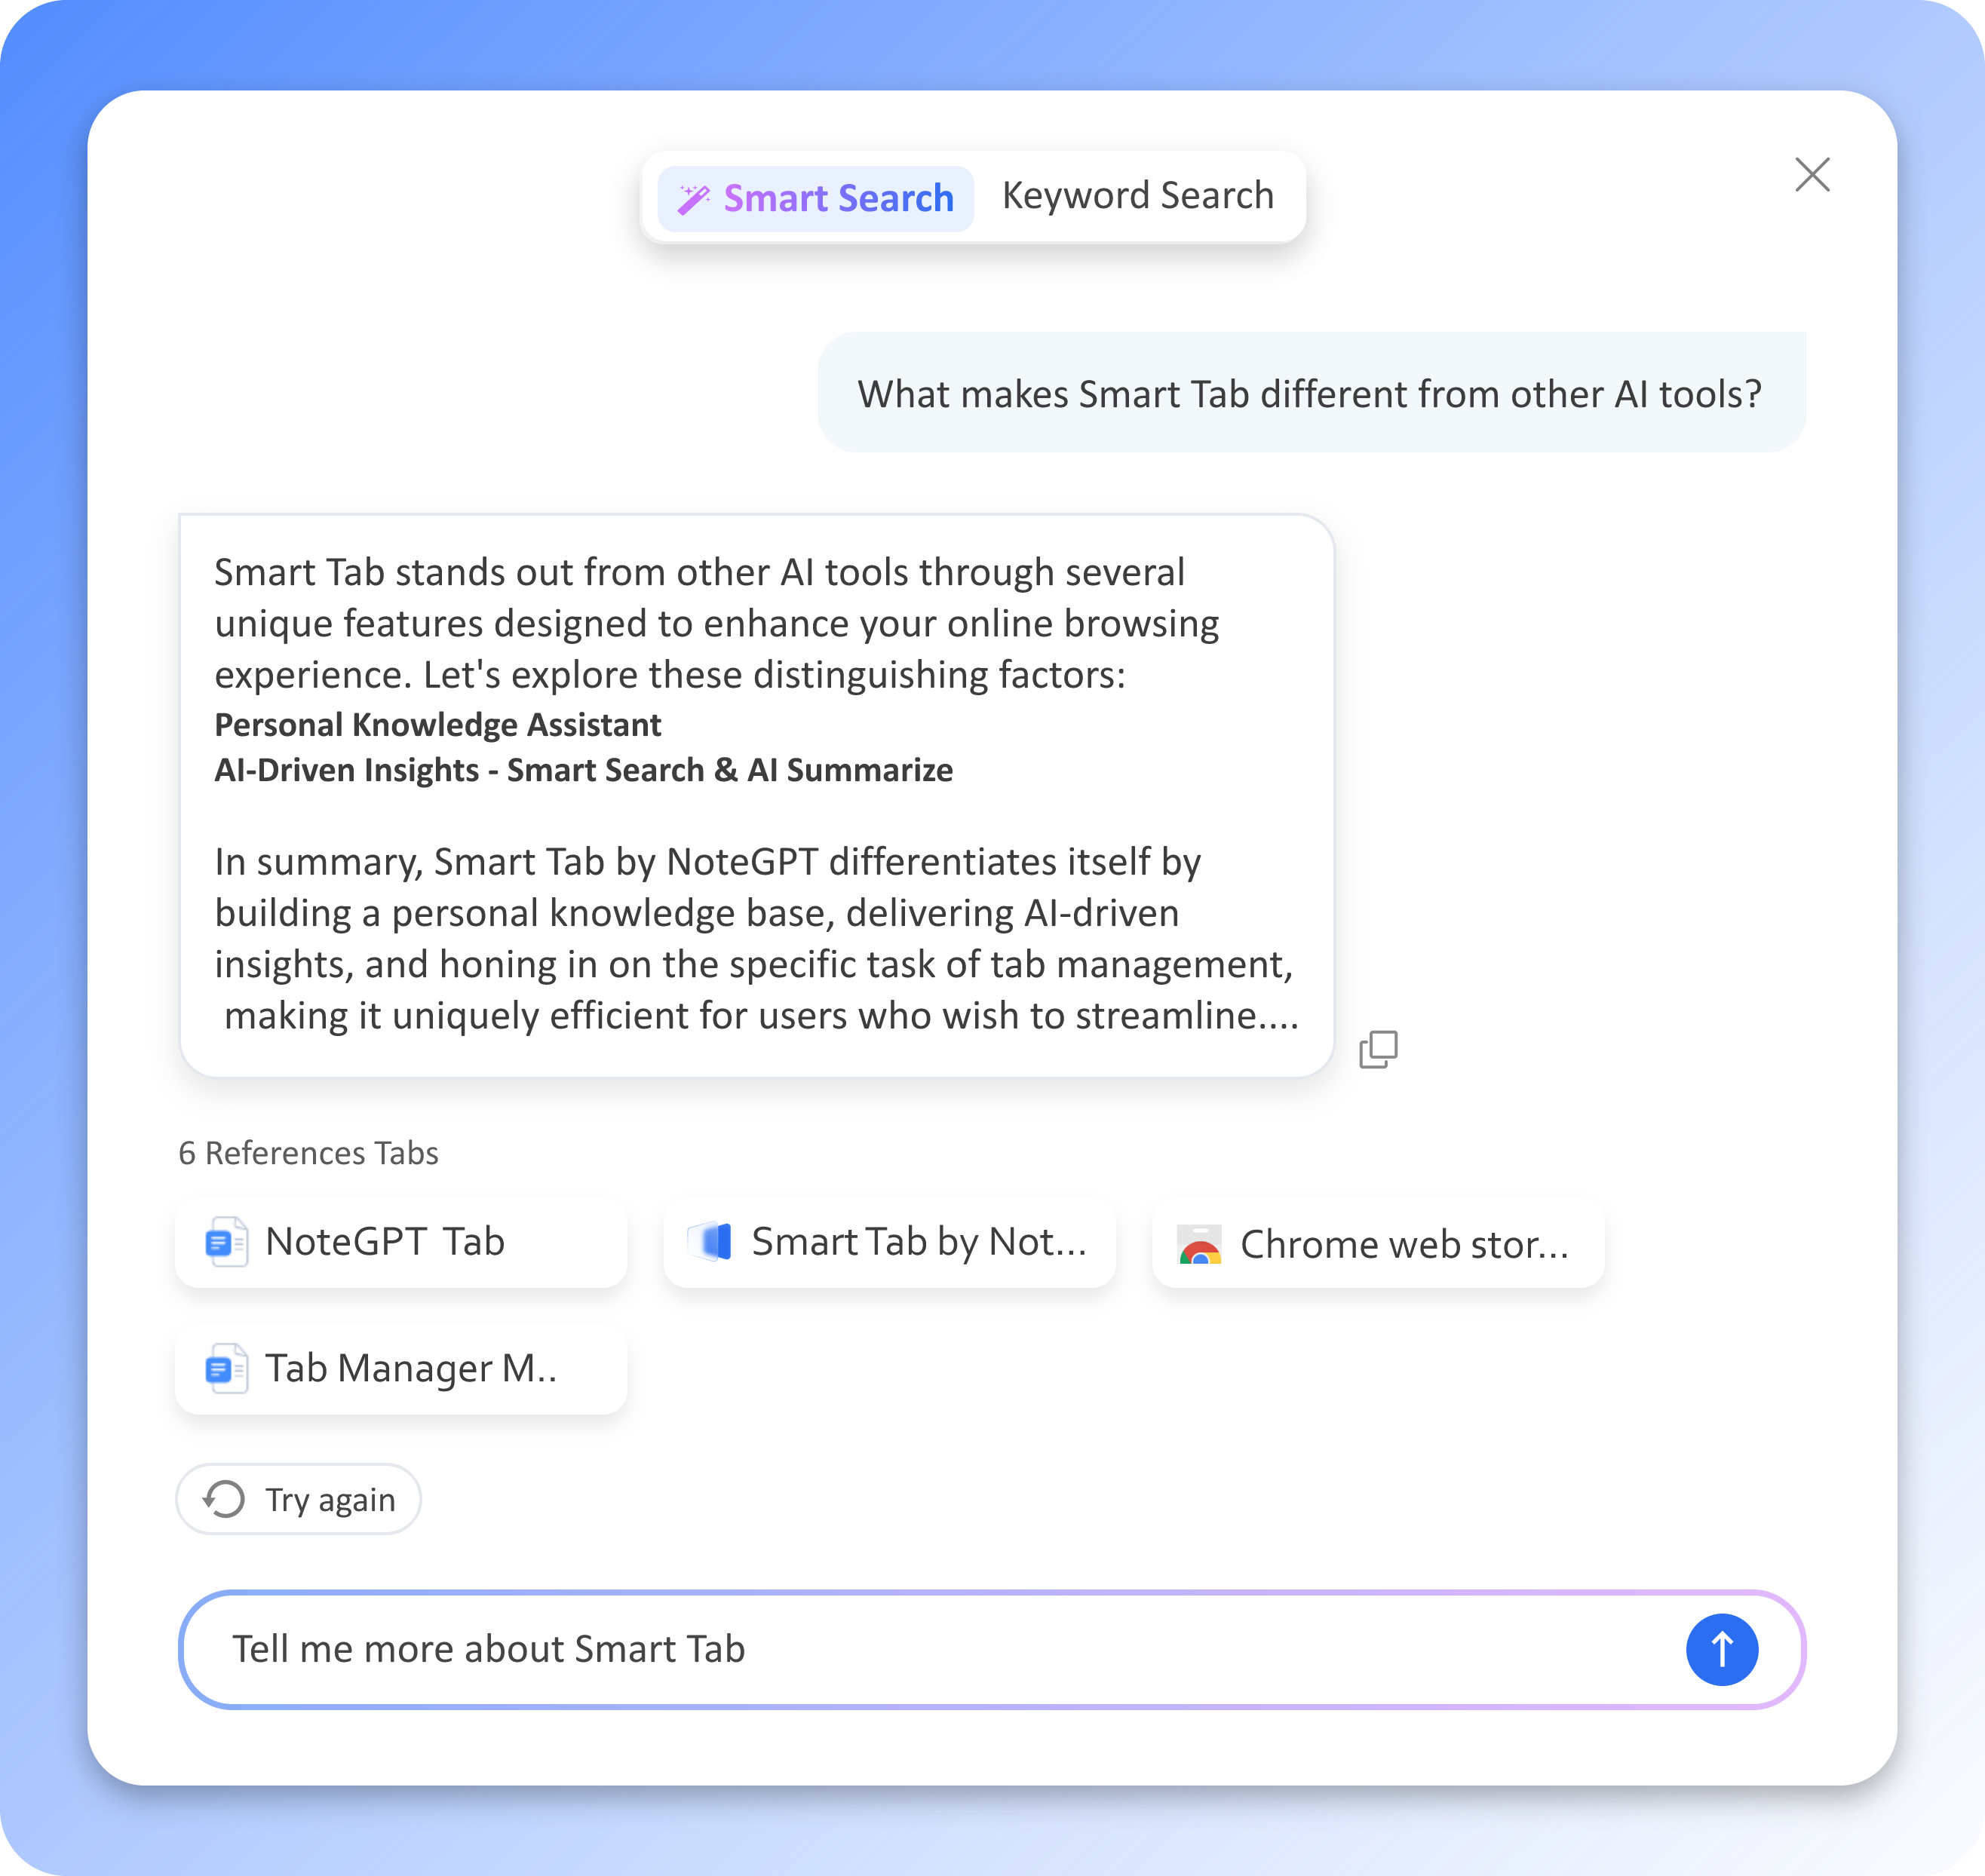 Smart Search Keyword Search
What makes Smart Tab different from other AI tools?
Smart Tab stands out from other AI tools through several
unique features designed to enhance your online browsing
experience. Let's explore these distinguishing factors:
Personal Knowledge Assistant
AI-Driven Insights - Smart Search & AI Summarize
In summary, Smart Tab by NoteGPT differentiates itself by
building a personal knowledge base, delivering AI-driven
insights, and honing in on the specific task of tab management,
making it uniquely efficient for users who wish to streamline....
6 References Tabs
NoteGPT Tab
Smart Tab by Not...
Chrome web stor...
Tab Manager M..
Try again
Tell me more about Smart Tab